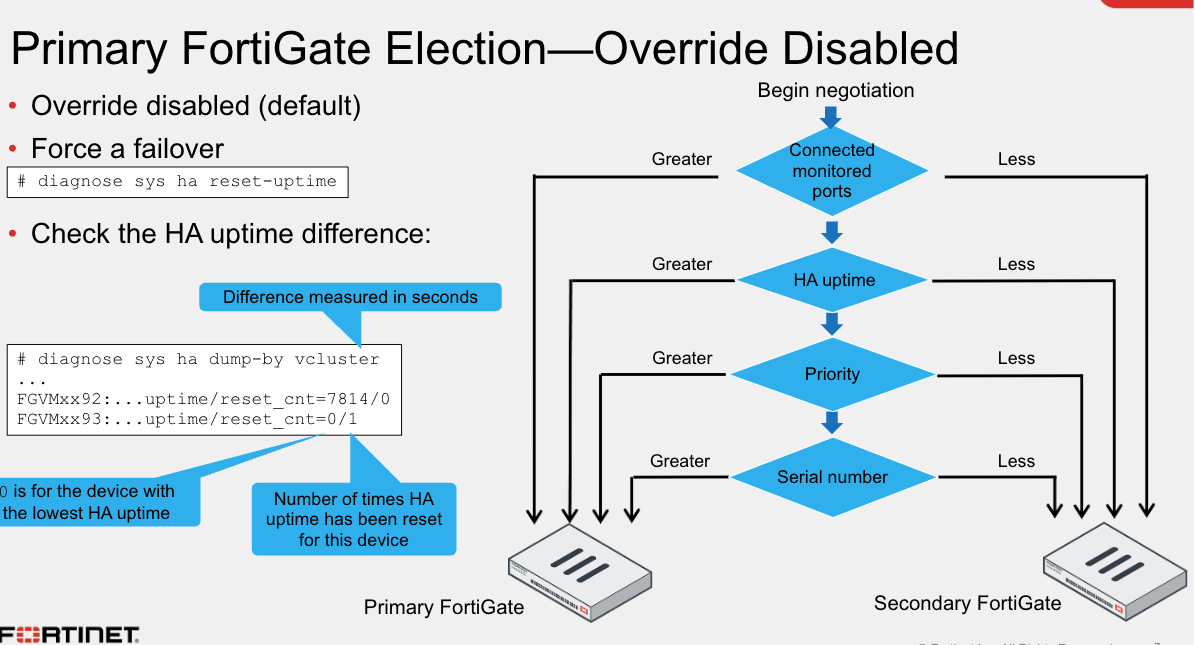 Primary FortiGate Election—Override Disabled
• Override disabled (default)
• Force a failover
# diagnose sys ha reset-uptime
• Check the HA uptime difference:
Difference measured in seconds
# diagnose sys ha dump-by vcluster
...
FGVMxx92:...uptime/reset_cnt=7814/0
FGVMxx93:...uptime/reset_cnt=0/1
0 is for the device with
the lowest HA uptime
Number of times HA
uptime has been reset
for this device
Begin negotiation
Connected
monitored
ports
Greater
Less
HA uptime
Greater
Less
Priority
Greater
Less
Serial number
Greater
Less
Primary FortiGate
Secondary FortiGate
FORTINET